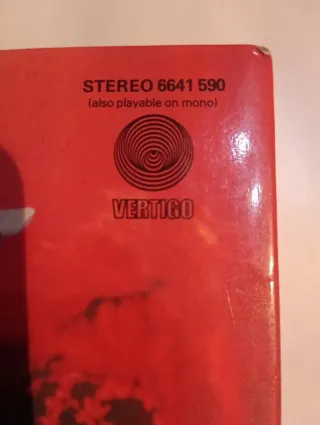 STEREO 6641 590
(also playable on mono)
VERTIGO